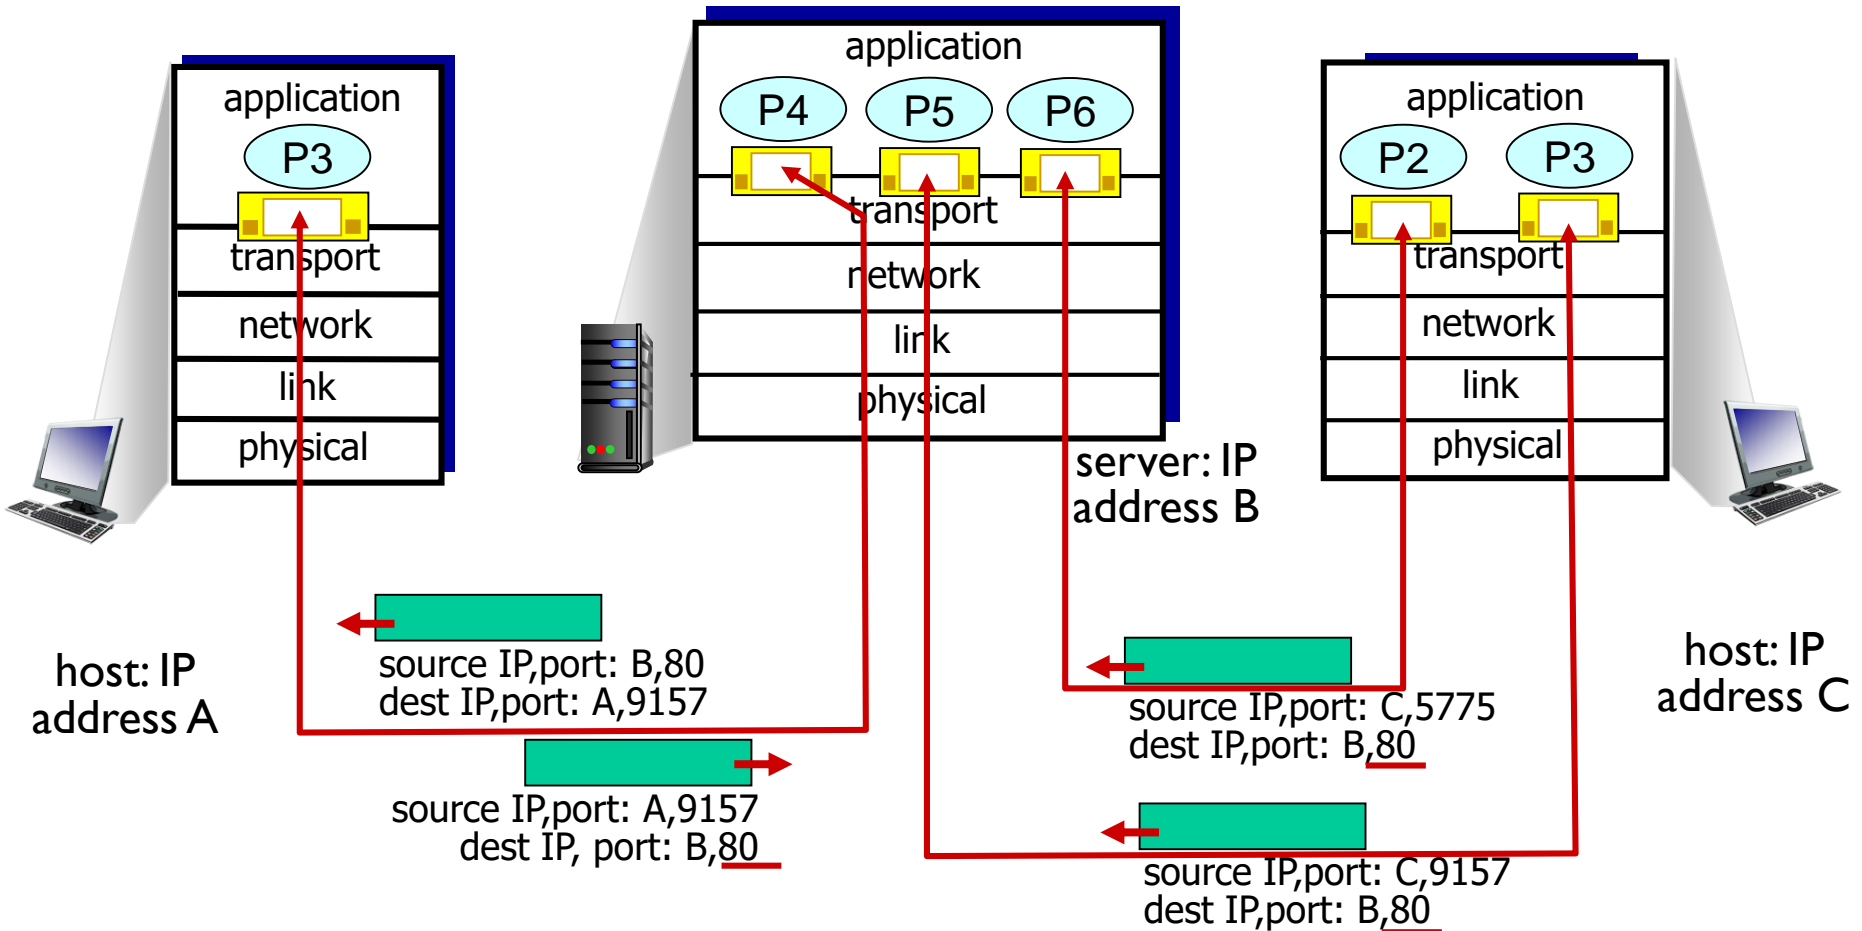 application
P3
transport
network
link
physical
host: IP
address A
application
P4
P5
P6
transport
network
link
physical
server: IP
address B
application
P2
P3
transport
network
link
physical
host: IP
address C
source IP,port: B,80
dest IP,port: A,9157
source IP,port: A,9157
dest IP, port: B,80
source IP,port: C,5775
dest IP,port: B,80
source IP,port: C,9157
dest IP,port: B,80